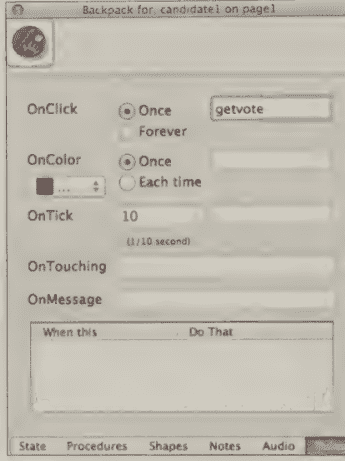 Backpack for candidate1 on page1
OnClick
Once
getvote
Forever
OnColor
Once
...
Each time
OnTick
10
(1/10 second)
OnTouching
OnMessage
When this Do That
State Procedures Shapes Notes Audio